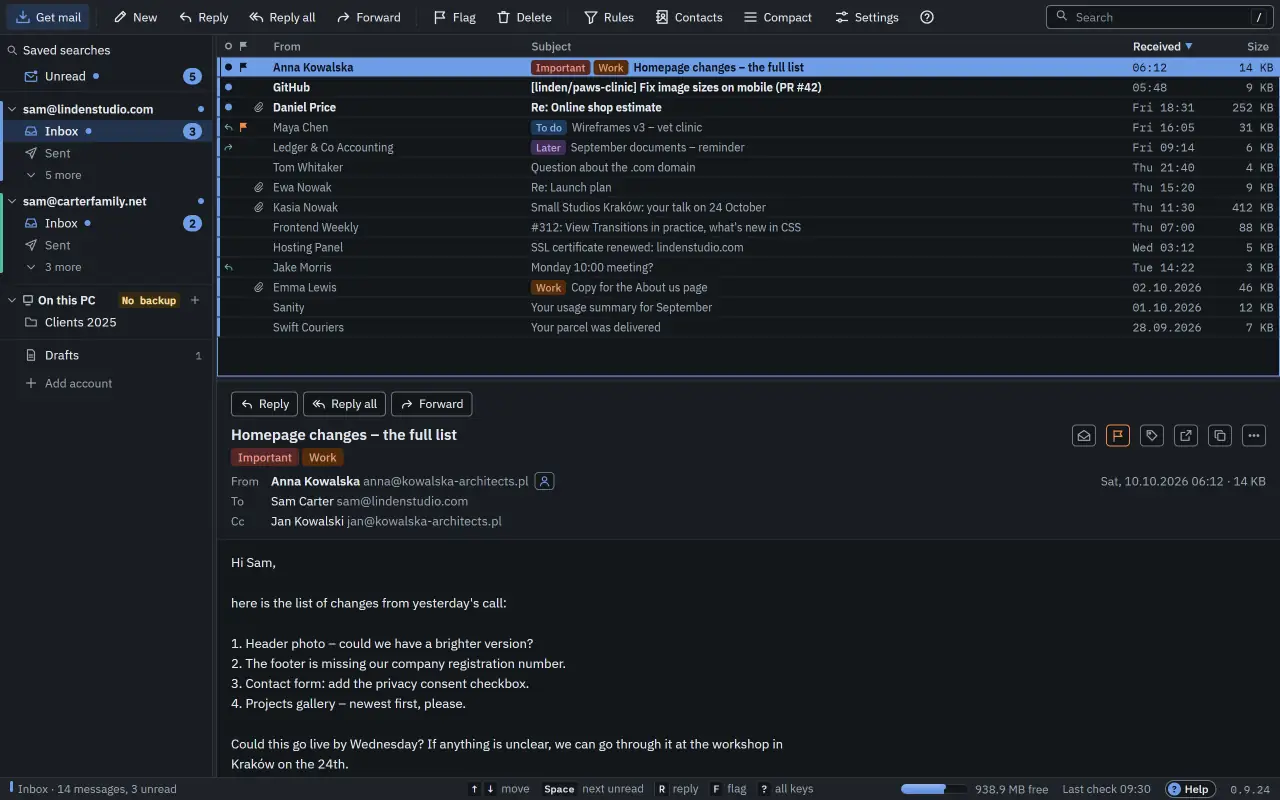 Get mail New Reply Reply all Forward Flag Delete Rules Contacts Compact Settings ? Search /
Saved searches
Unread 5
sam@lindenstudio.com
Inbox 3
Sent
5 more
sam@carterfamily.net
Inbox 2
Sent
3 more
On this PC No backup +
Clients 2025
Drafts 1
+ Add account
From Subject Received Size
Anna Kowalska Important Work Homepage changes – the full list 06:12 14 KB
GitHub [linden/paws-clinic] Fix image sizes on mobile (PR #42) 05:48 9 KB
Daniel Price Re: Online shop estimate Fri 18:31 252 KB
Maya Chen To do Wireframes v3 – vet clinic Fri 16:05 31 KB
Ledger & Co Accounting Later September documents – reminder Fri 09:14 6 KB
Tom Whitaker Question about the .com domain Thu 21:40 4 KB
Ewa Nowak Re: Launch plan Thu 15:20 9 KB
Kasia Nowak Small Studios Kraków: your talk on 24 October Thu 11:30 412 KB
Frontend Weekly #312: View Transitions in practice, what's new in CSS Thu 07:00 88 KB
Hosting Panel SSL certificate renewed: lindenstudio.com Wed 03:12 5 KB
Jake Morris Monday 10:00 meeting? Tue 14:22 3 KB
Emma Lewis Work Copy for the About us page 02.10.2026 46 KB
Sanity Your usage summary for September 01.10.2026 12 KB
Swift Couriers Your parcel was delivered 28.09.2026 7 KB
Reply Reply all Forward
Homepage changes – the full list
Important Work
From Anna Kowalska anna@kowalska-architects.pl Sat, 10.10.2026 06:12 · 14 KB
To Sam Carter sam@lindenstudio.com
Cc Jan Kowalski jan@kowalska-architects.pl
Hi Sam,
here is the list of changes from yesterday's call:
1. Header photo – could we have a brighter version?
2. The footer is missing our company registration number.
3. Contact form: add the privacy consent checkbox.
4. Projects gallery – newest first, please.
Could this go live by Wednesday? If anything is unclear, we can go through it at the workshop in
Kraków on the 24th.
Inbox · 14 messages, 3 unread ↑ ↓ move Space next unread R reply F flag ? all keys 938.9 MB free Last check 09:30 ? Help 0.9.24